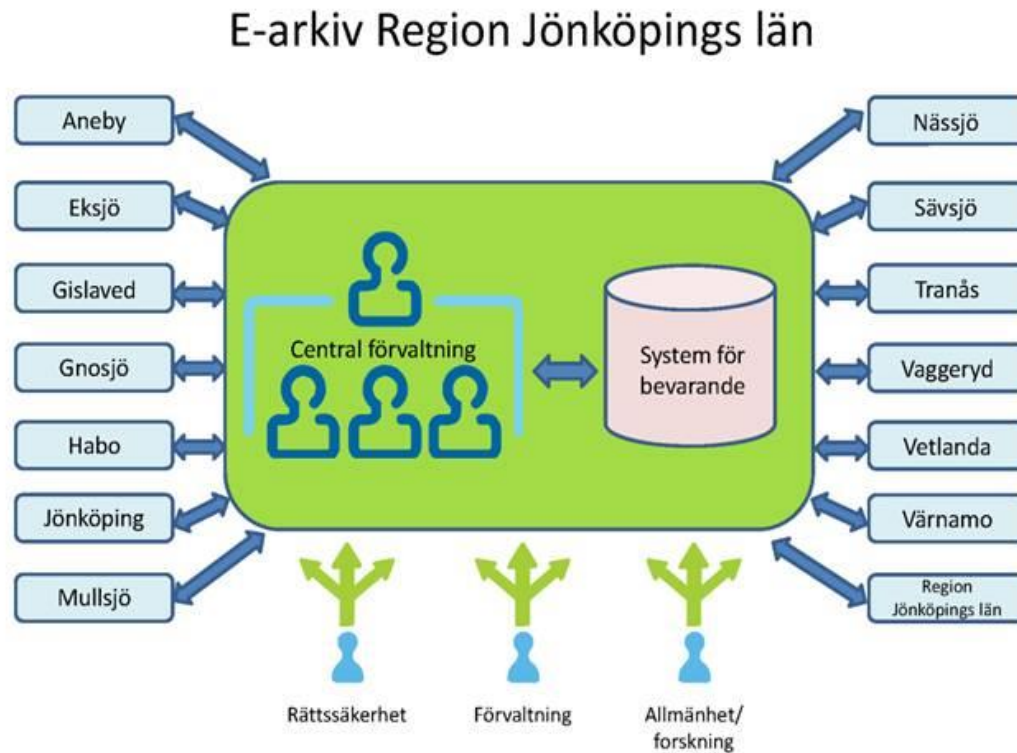 E-arkiv Region Jönköpings län
Aneby
Eksjö
Gislaved
Gnosjö
Habo
Jönköping
Mullsjö
Central förvaltning
System för
bevarande
Nässjö
Sävsjö
Tranås
Vaggeryd
Vetlanda
Värnamo
Region
Jönköpings län
Rättssäkerhet
Förvaltning
Allmänhet/
forskning